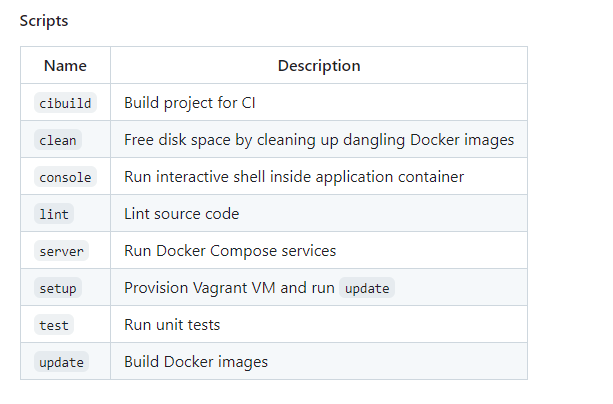 Scripts
Name Description
cibuild Build project for CI
clean Free disk space by cleaning up dangling Docker images
console Run interactive shell inside application container
lint Lint source code
server Run Docker Compose services
setup Provision Vagrant VM and run update
test Run unit tests
update Build Docker images